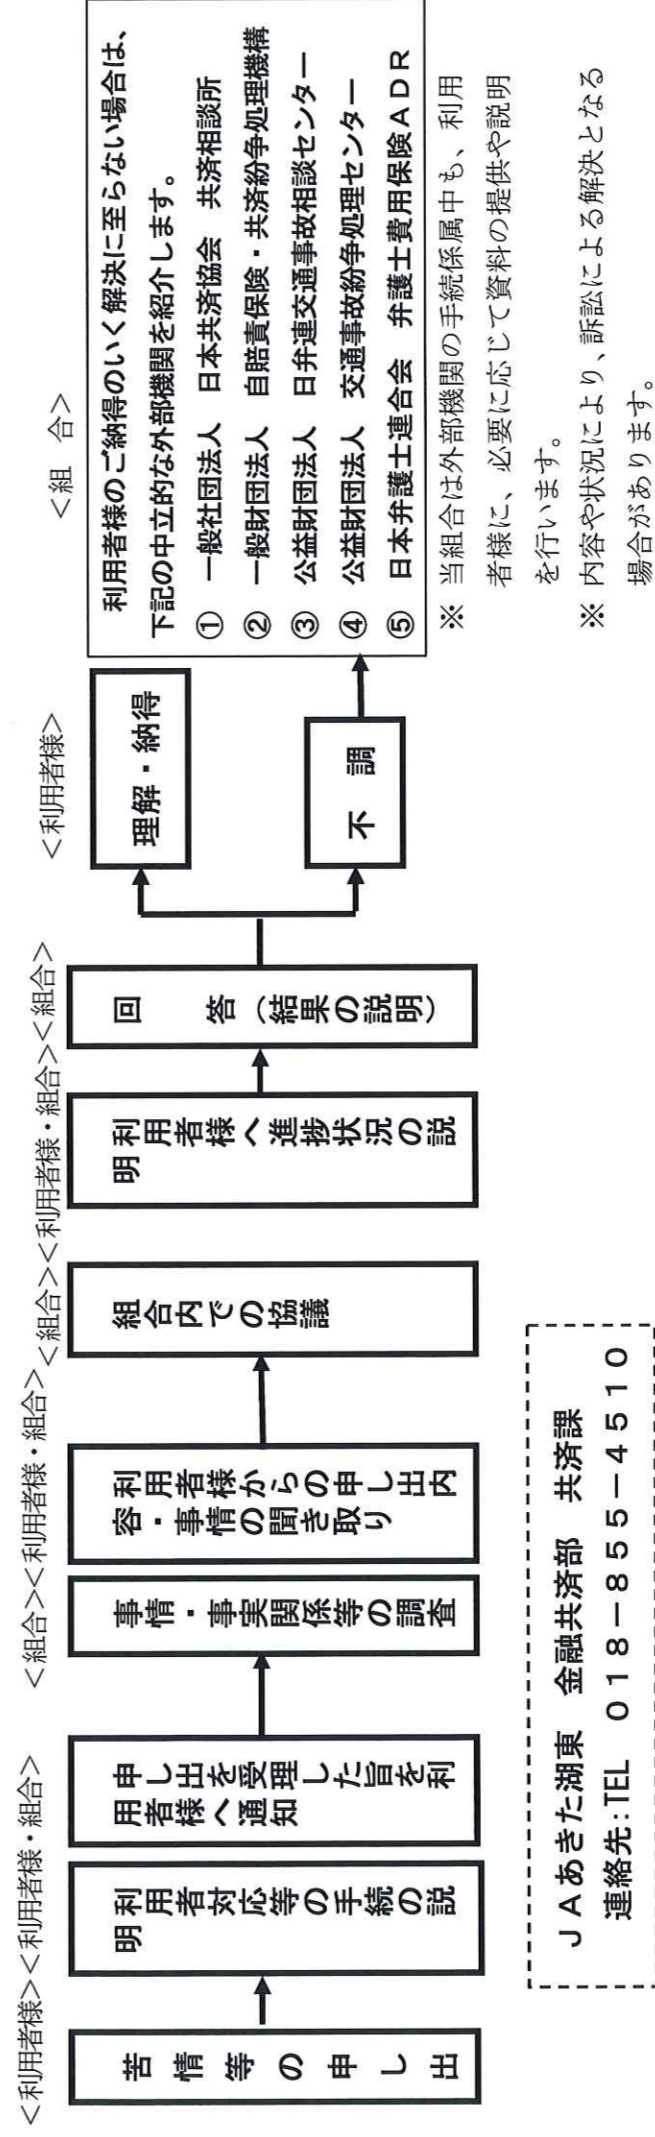 ＜利用者様＞＜利用者様・組合＞ ＜組合＞＜利用者様・組合＞＜組合＞＜利用者様・組合＞＜組合＞ ＜利用者様＞ ＜組　合＞
苦情等の申し出
利用者対応等の手続の説
明
申し出を受理した旨を利
用者様へ通知
事情・事実関係等の調査
利用者様からの申し出内
容・事情の聞き取り
組合内での協議
利用者様へ進捗状況の説
明
回　答（結果の説明）
理解・納得
不　調
利用者様のご納得のいく解決に至らない場合は、
下記の中立的な外部機関を紹介します。
① 一般社団法人　日本共済協会　共済相談所
② 一般財団法人　自賠責保険・共済紛争処理機構
③ 公益財団法人　日弁連交通事故相談センター
④ 公益財団法人　交通事故紛争処理センター
⑤ 日本弁護士連合会　弁護士費用保険ＡＤＲ
※ 当組合は外部機関の手続係属中も、利用
者様に、必要に応じて資料の提供や説明
を行います。
※ 内容や状況により、訴訟による解決となる
場合があります。
ＪＡあきた湖東　金融共済部　共済課
連絡先：TEL　０１８－８５５－４５１０